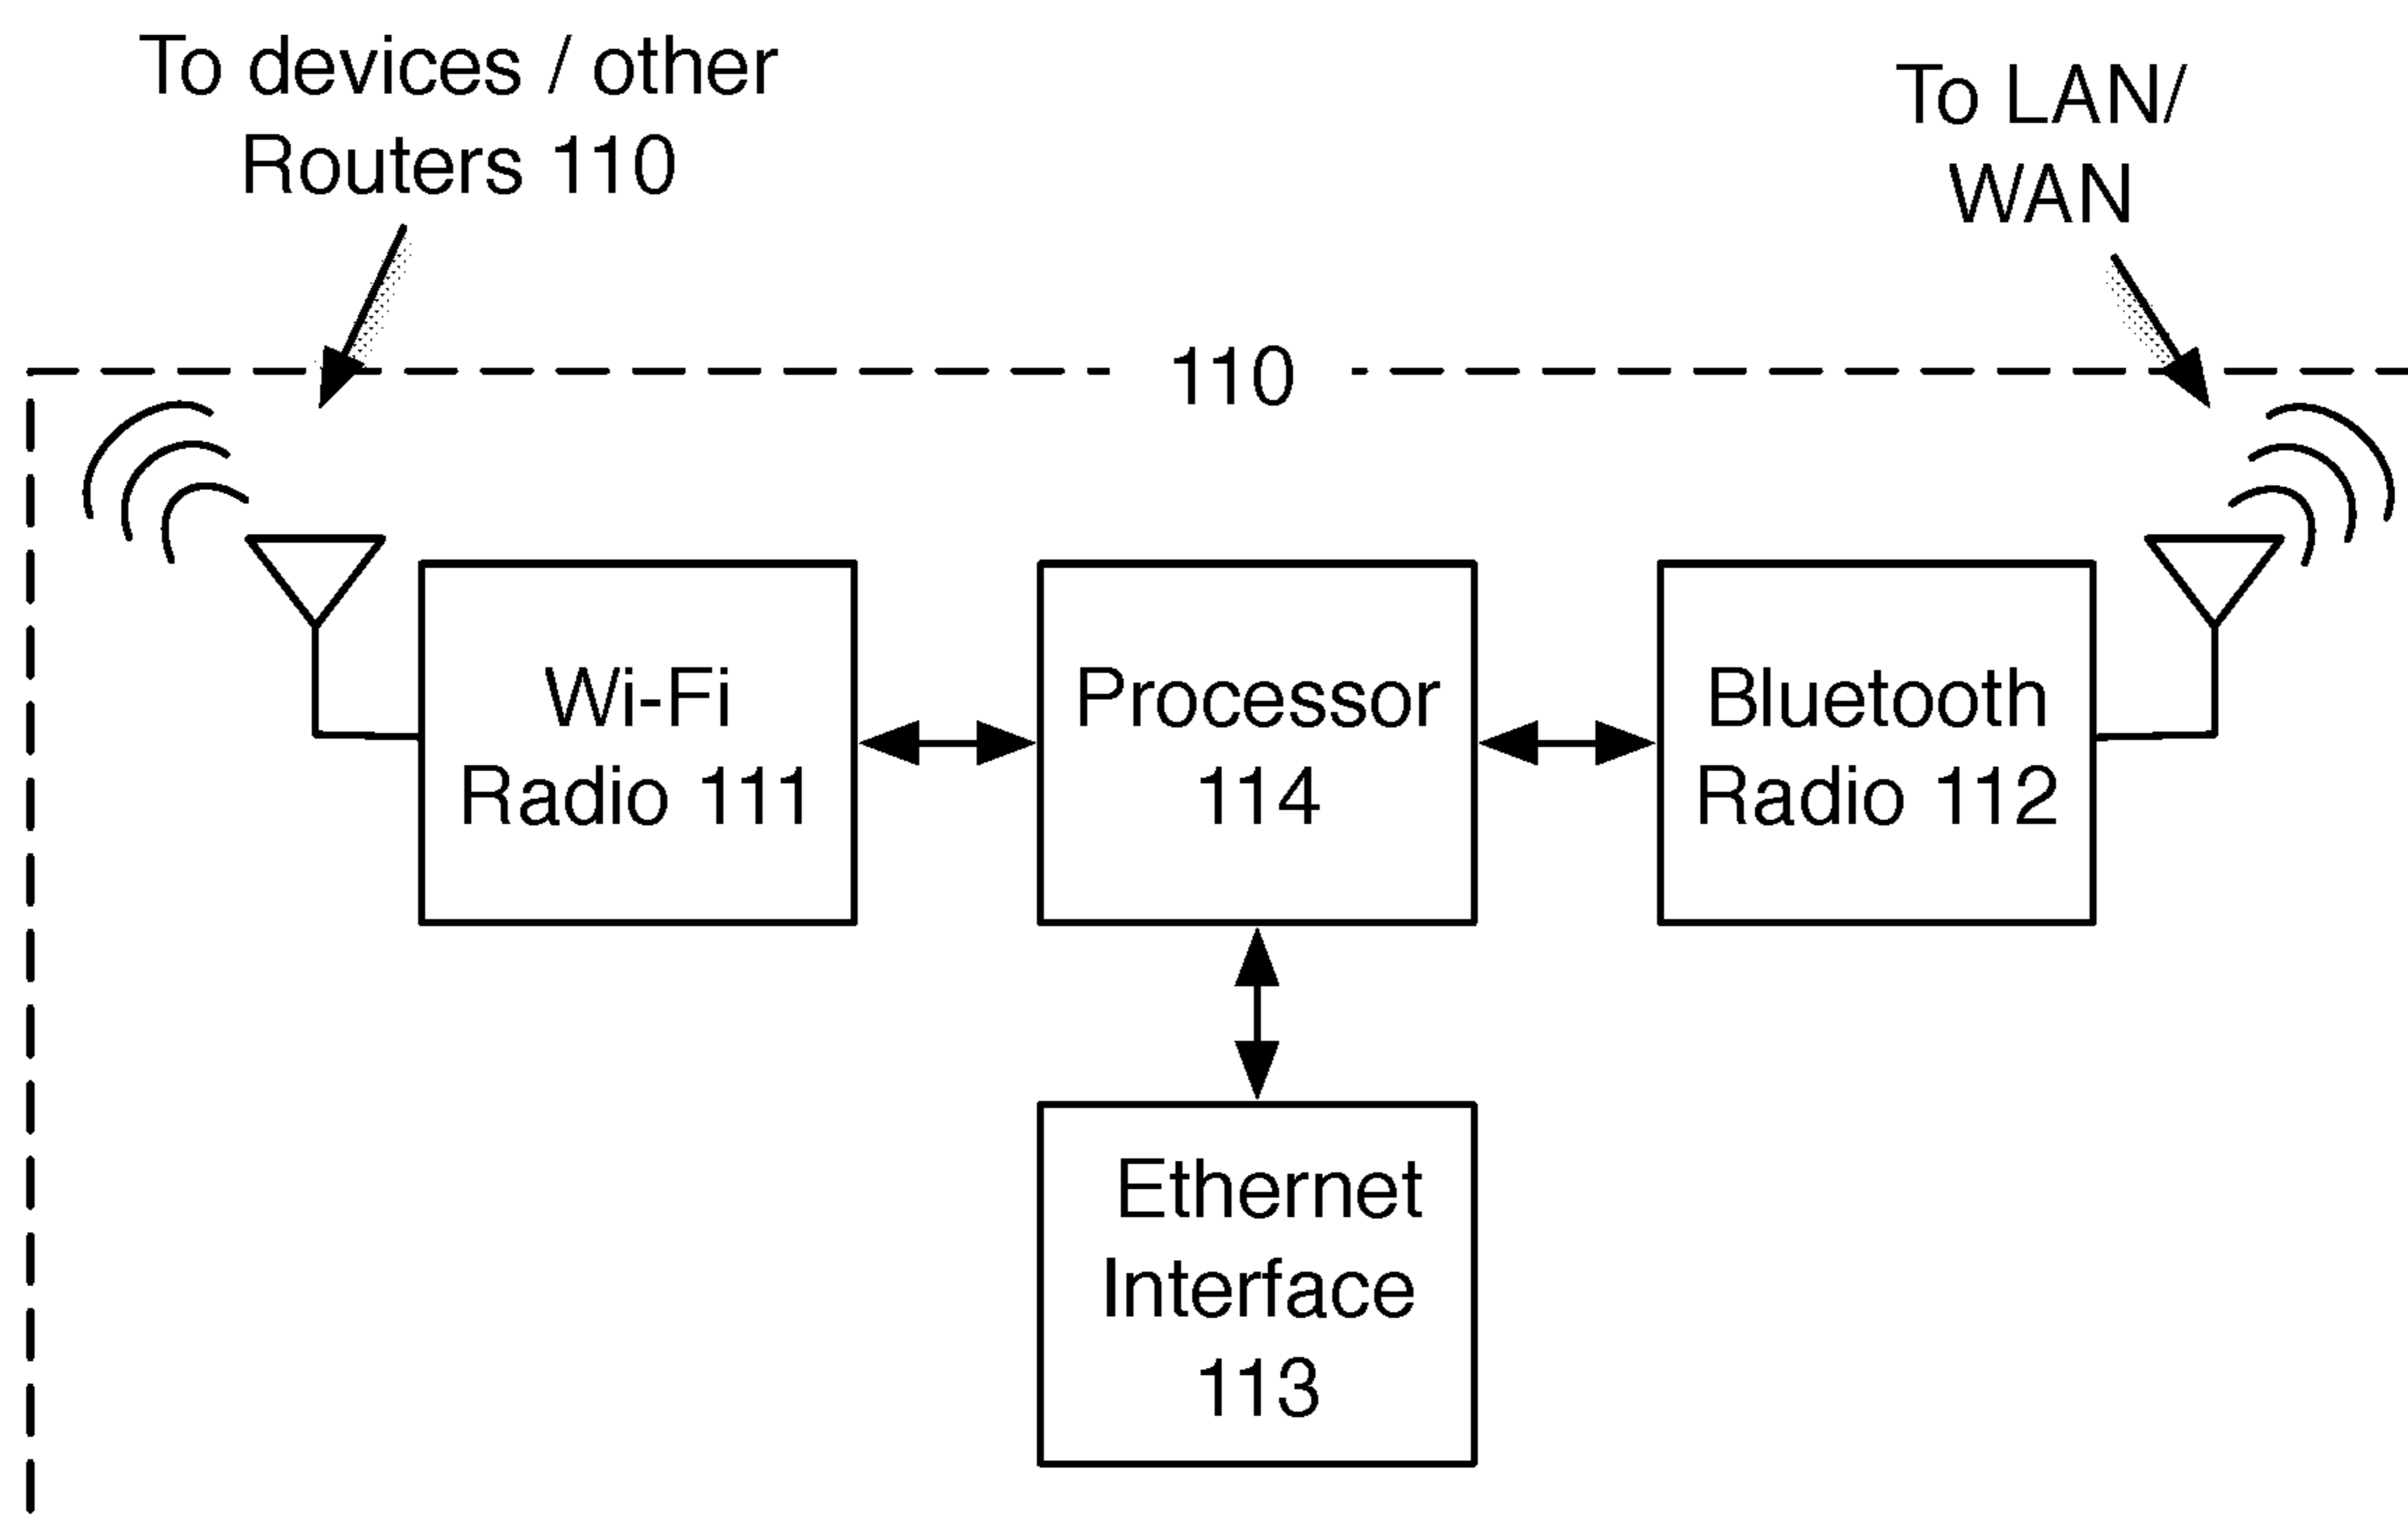 To devices / other
Routers 110
To LAN/
WAN
110
Wi-Fi
Radio 111
Processor
114
Bluetooth
Radio 112
Ethernet
Interface
113